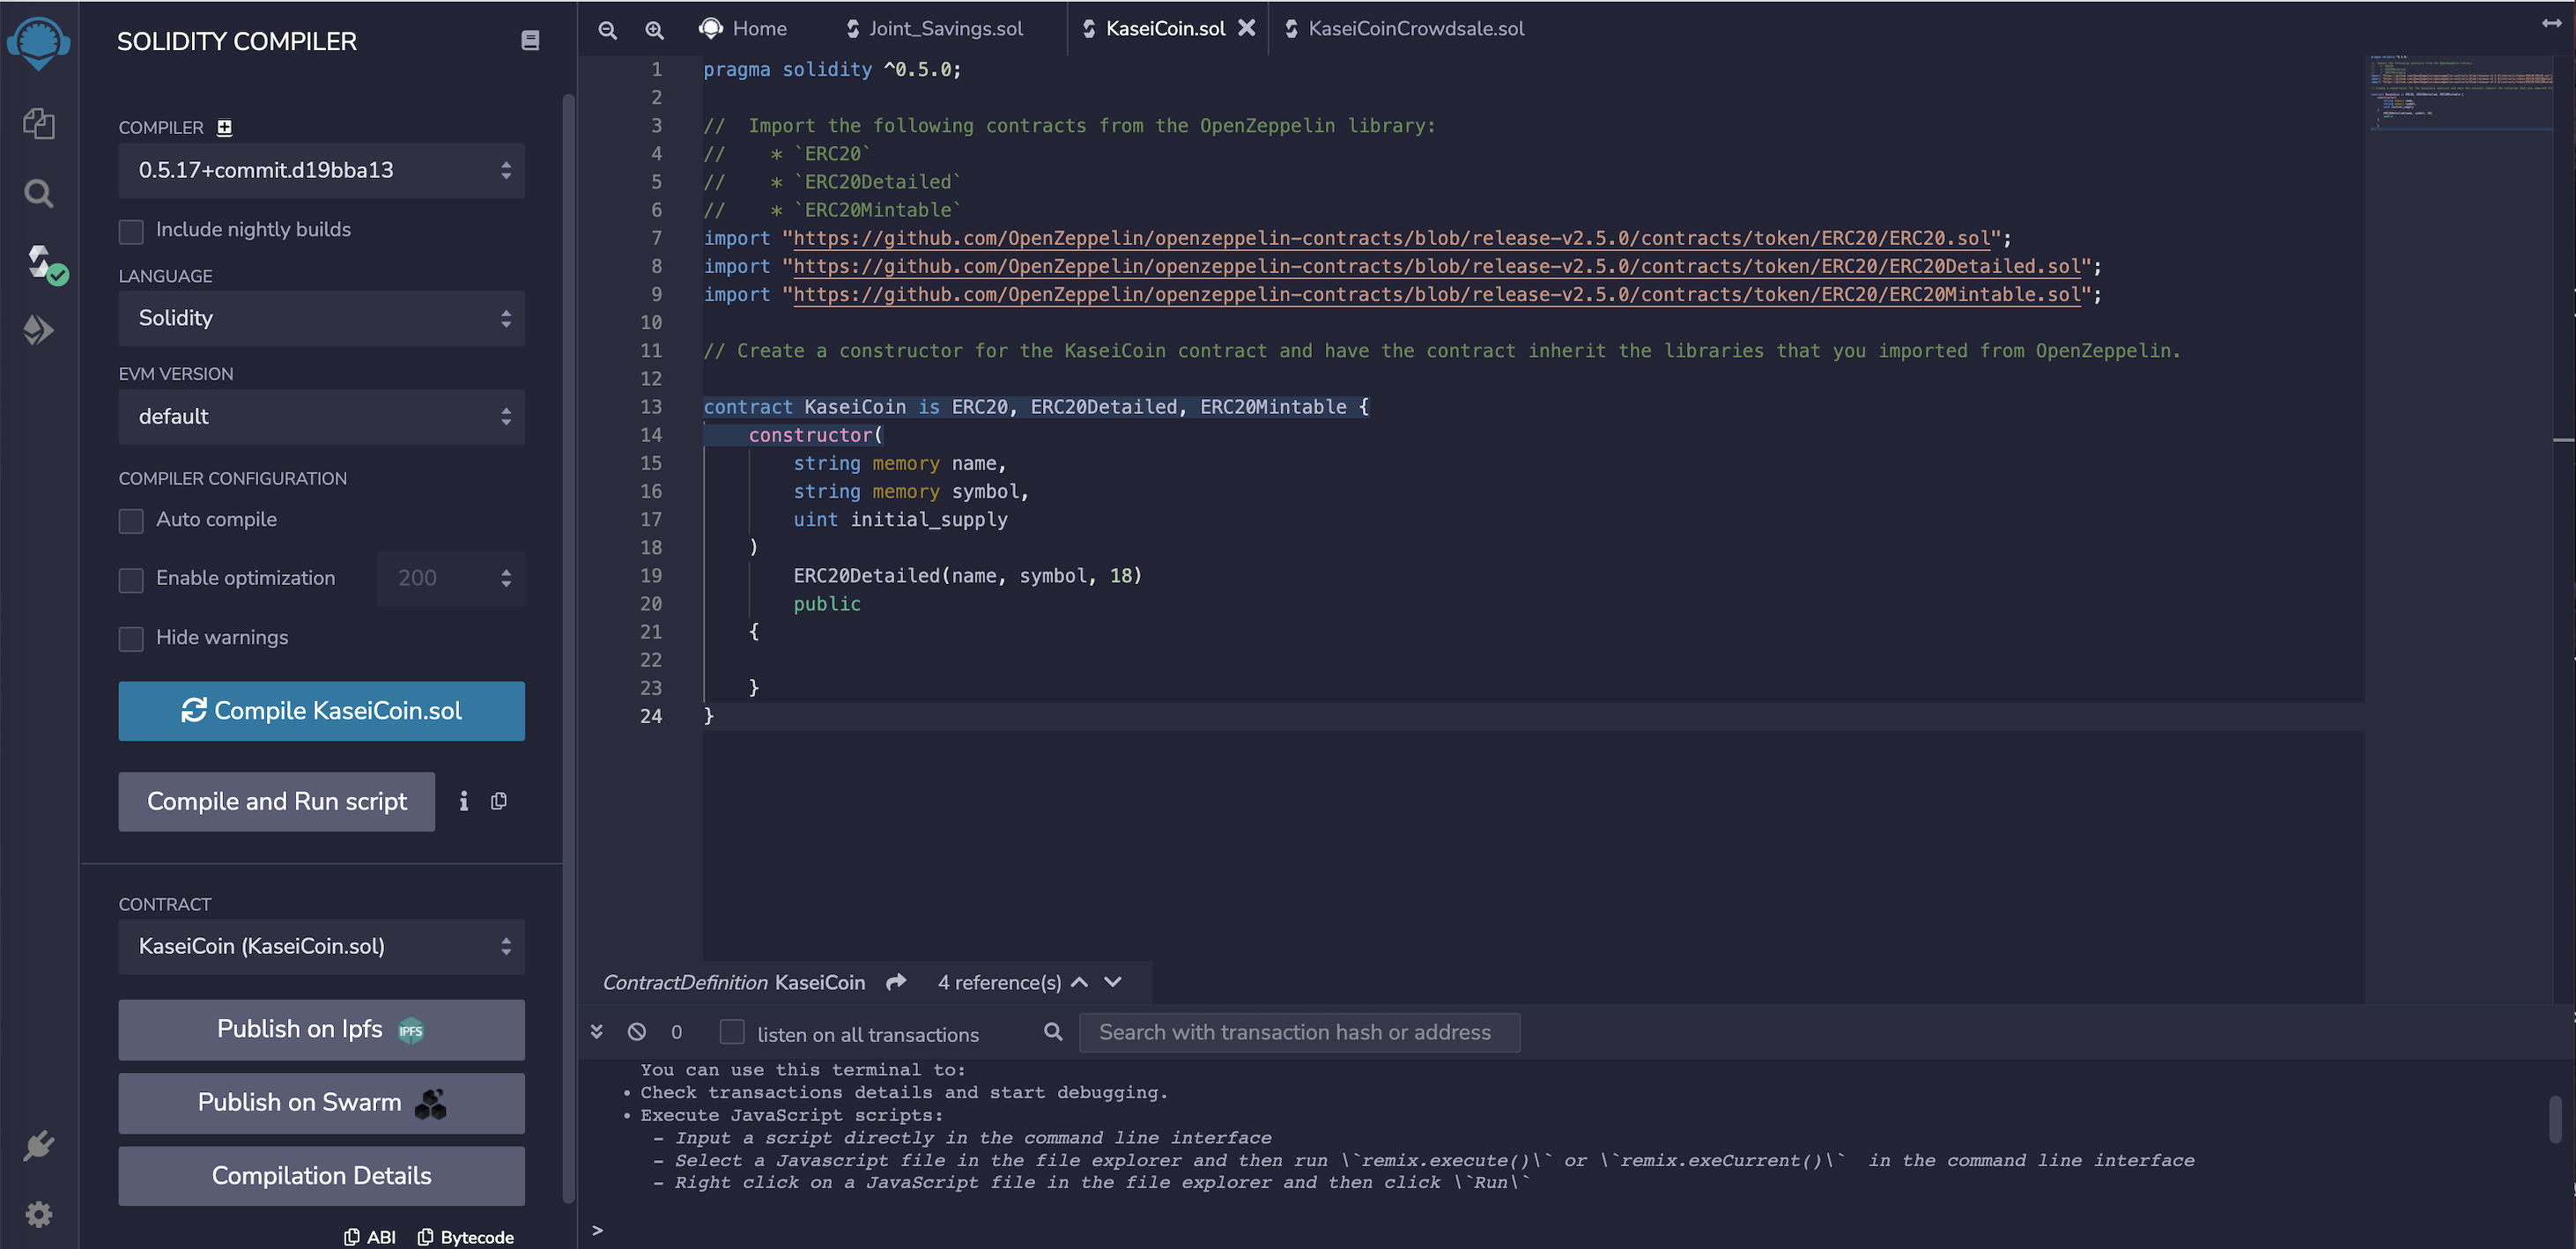 SOLIDITY COMPILER
COMPILER
0.5.17+commit.d19bba13
Include nightly builds
LANGUAGE
Solidity
EVM VERSION
default
COMPILER CONFIGURATION
Auto compile
Enable optimization 200
Hide warnings
Compile KaseiCoin.sol
Compile and Run script
CONTRACT
KaseiCoin (KaseiCoin.sol)
Publish on Ipfs IPFS
Publish on Swarm
Compilation Details
ABI Bytecode
Home Joint_Savings.sol KaseiCoin.sol KaseiCoinCrowdsale.sol
1 pragma solidity ^0.5.0;
2
3 //  Import the following contracts from the OpenZeppelin library:
4 //    * `ERC20`
5 //    * `ERC20Detailed`
6 //    * `ERC20Mintable`
7 import "https://github.com/OpenZeppelin/openzeppelin-contracts/blob/release-v2.5.0/contracts/token/ERC20/ERC20.sol";
8 import "https://github.com/OpenZeppelin/openzeppelin-contracts/blob/release-v2.5.0/contracts/token/ERC20/ERC20Detailed.sol";
9 import "https://github.com/OpenZeppelin/openzeppelin-contracts/blob/release-v2.5.0/contracts/token/ERC20/ERC20Mintable.sol";
10
11 // Create a constructor for the KaseiCoin contract and have the contract inherit the libraries that you imported from OpenZeppelin.
12
13 contract KaseiCoin is ERC20, ERC20Detailed, ERC20Mintable {
14     constructor(
15         string memory name,
16         string memory symbol,
17         uint initial_supply
18     )
19         ERC20Detailed(name, symbol, 18)
20         public
21     {
22
23     }
24 }
ContractDefinition KaseiCoin 4 reference(s)
0 listen on all transactions Search with transaction hash or address
You can use this terminal to:
• Check transactions details and start debugging.
• Execute JavaScript scripts:
- Input a script directly in the command line interface
- Select a Javascript file in the file explorer and then run \`remix.execute()\` or \`remix.exeCurrent()\`  in the command line interface
- Right click on a JavaScript file in the file explorer and then click \`Run\`
>